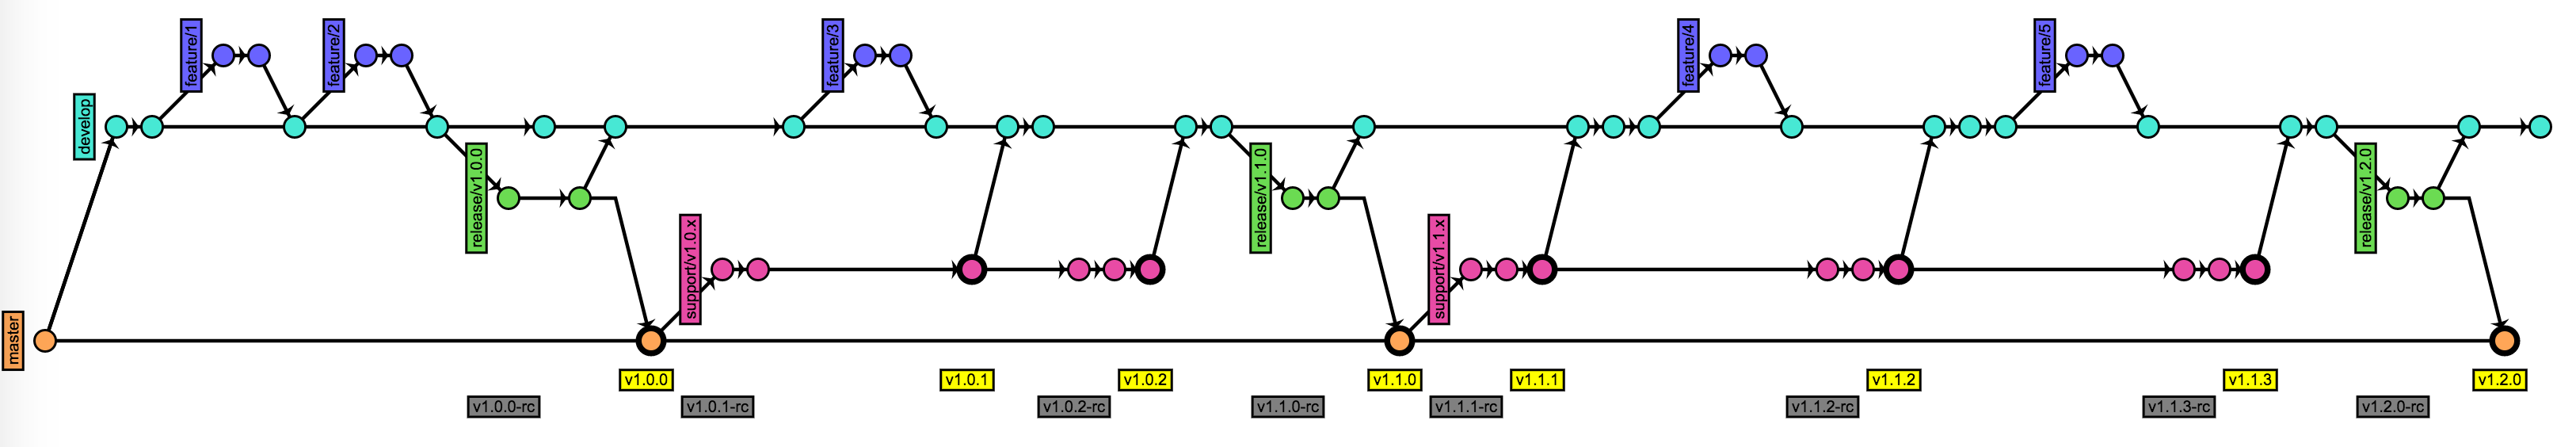 feature/1
feature/2
feature/3
feature/4
feature/5
develop
release/v1.0.0
release/v1.1.0
release/v1.2.0
support/v1.0.x
support/v1.1.x
master
v1.0.0
v1.0.1
v1.0.2
v1.1.0
v1.1.1
v1.1.2
v1.1.3
v1.2.0
v1.0.0-rc
v1.0.1-rc
v1.0.2-rc
v1.1.0-rc
v1.1.1-rc
v1.1.2-rc
v1.1.3-rc
v1.2.0-rc